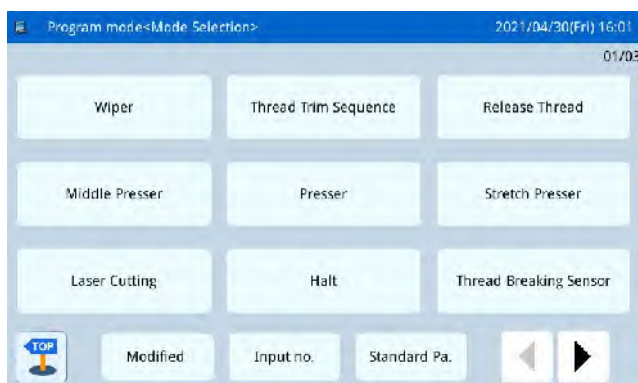 Program mode<Mode Selection>
2021/04/30(Fri) 16:01
01/03
Wiper
Thread Trim Sequence
Release Thread
Middle Presser
Presser
Stretch Presser
Laser Cutting
Halt
Thread Breaking Sensor
TOP
Modified
Input no.
Standard Pa.